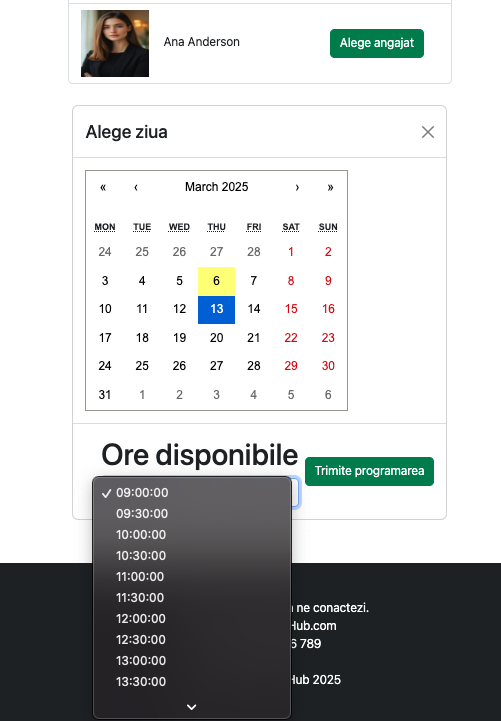 Ana Anderson
Alege angajat
Alege ziua
« ‹ March 2025 › »
MON TUE WED THU FRI SAT SUN
24 25 26 27 28 1 2
3 4 5 6 7 8 9
10 11 12 13 14 15 16
17 18 19 20 21 22 23
24 25 26 27 28 29 30
31 1 2 3 4 5 6
Ore disponibile
Trimite programarea
✓ 09:00:00
09:30:00
10:00:00
10:30:00
11:00:00
11:30:00
12:00:00
12:30:00
13:00:00
13:30:00
ne conactezi.
Hub.com
6 789
Hub 2025